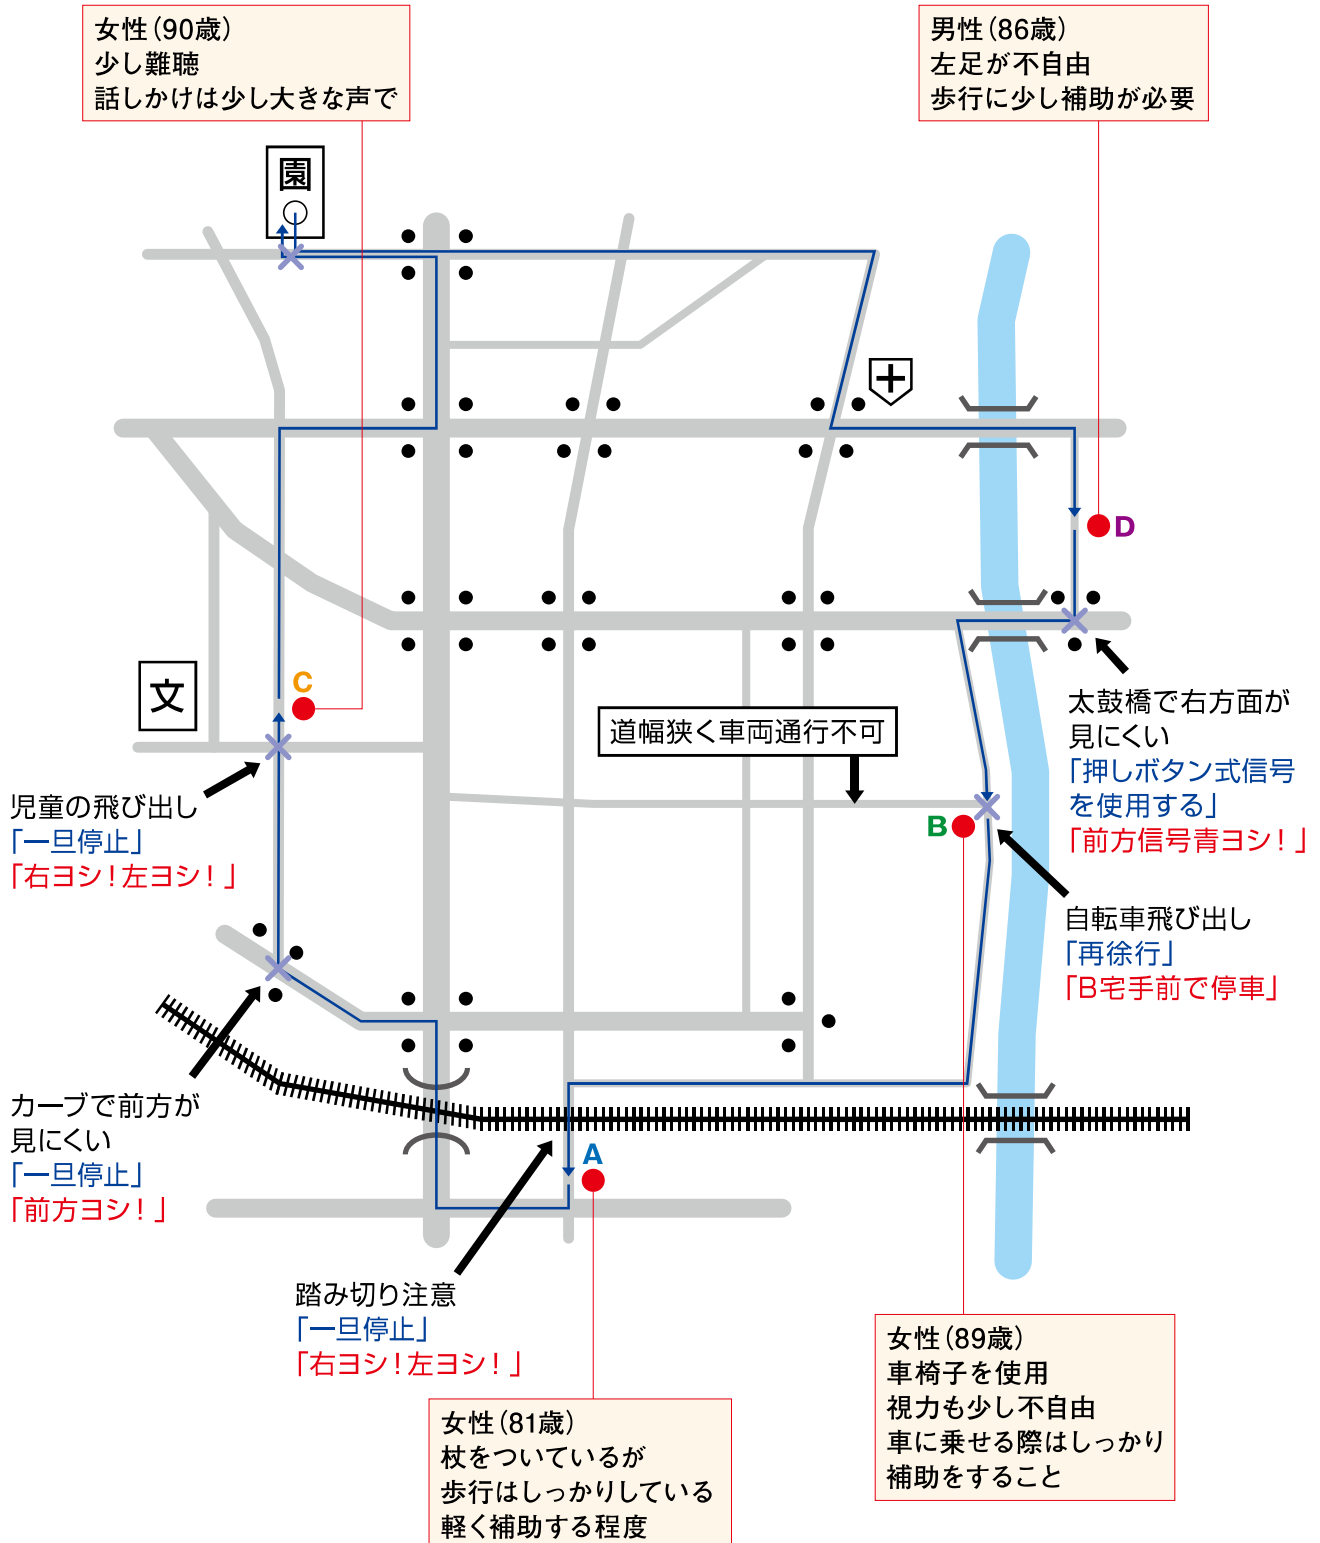 女性（90歳）
少し難聴
話しかけは少し大きな声で
男性（86歳）
左足が不自由
歩行に少し補助が必要
園
D
C
文
道幅狭く車両通行不可
太鼓橋で右方面が
見にくい
「押しボタン式信号
を使用する」
「前方信号青ヨシ！」
児童の飛び出し
「一旦停止」
「右ヨシ！左ヨシ！」
B
自転車飛び出し
「再徐行」
「B宅手前で停車」
カーブで前方が
見にくい
「一旦停止」
「前方ヨシ！」
A
踏み切り注意
「一旦停止」
「右ヨシ！左ヨシ！」
女性（89歳）
車椅子を使用
視力も少し不自由
車に乗せる際はしっかり
補助をすること
女性（81歳）
杖をついているが
歩行はしっかりしている
軽く補助する程度